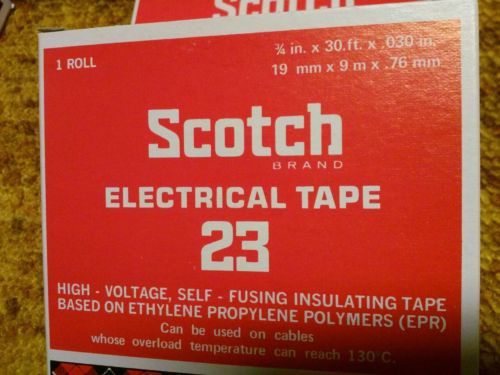 Scotch
1 ROLL
¾ in. x 30.ft. x .030 in.
19 mm x 9 m x .76 mm
Scotch
BRAND
ELECTRICAL TAPE
23
HIGH - VOLTAGE, SELF - FUSING INSULATING TAPE
BASED ON ETHYLENE PROPYLENE POLYMERS (EPR)
Can be used on cables
whose overload temperature can reach 130°C.